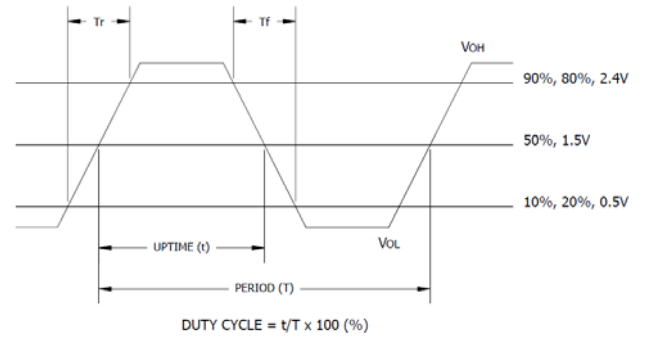 Tr
Tf
VOH
90%, 80%, 2.4V
50%, 1.5V
10%, 20%, 0.5V
UPTIME (t)
VOL
PERIOD (T)
DUTY CYCLE = t/T x 100 (%)